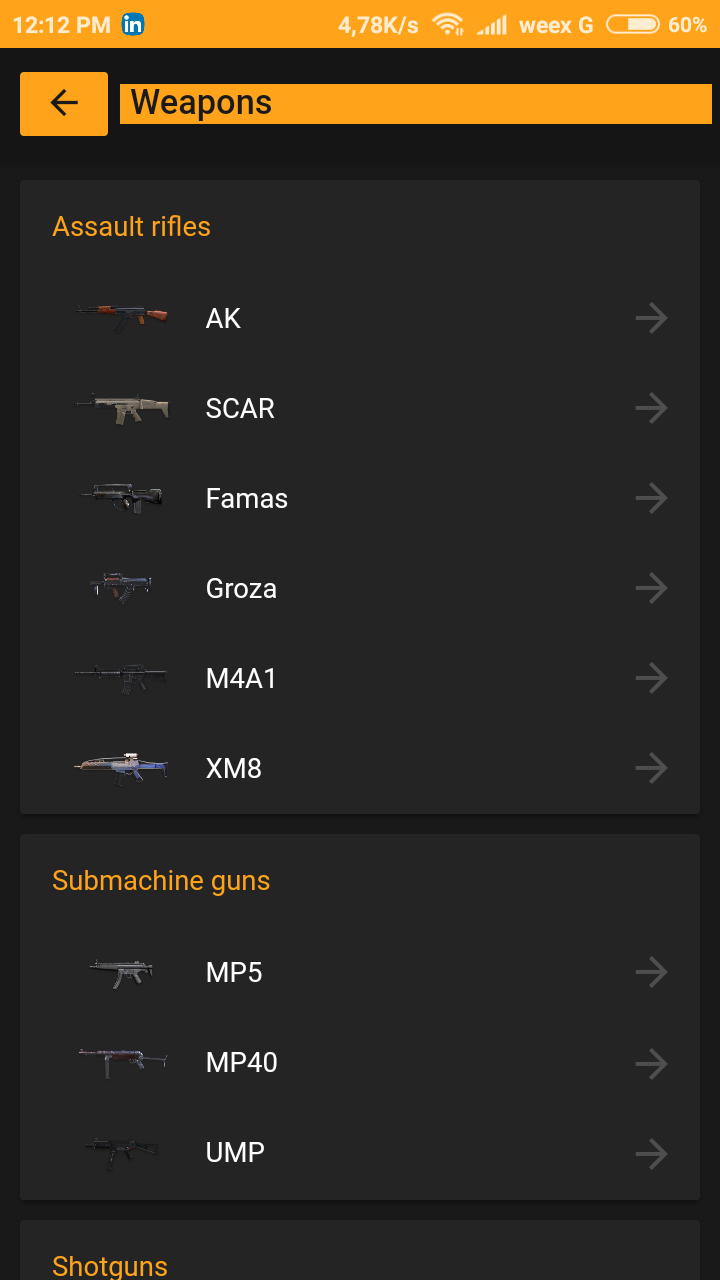 12:12 PM in 4,78K/s weex G 60%
Weapons
Assault rifles
AK
SCAR
Famas
Groza
M4A1
XM8
Submachine guns
MP5
MP40
UMP
Shotguns